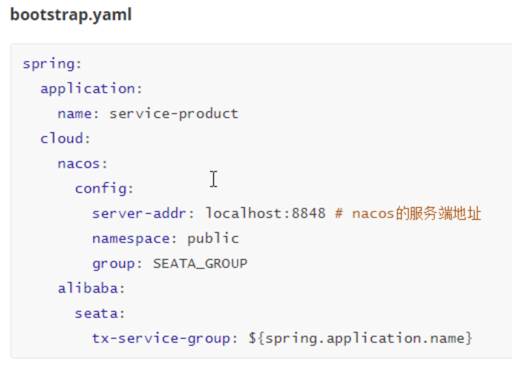 bootstrap.yaml
spring:
  application:
    name: service-product
  cloud:
    nacos:
      config:
        server-addr: localhost:8848 # nacos的服务端地址
        namespace: public
        group: SEATA_GROUP
    alibaba:
      seata:
        tx-service-group: ${spring.application.name}